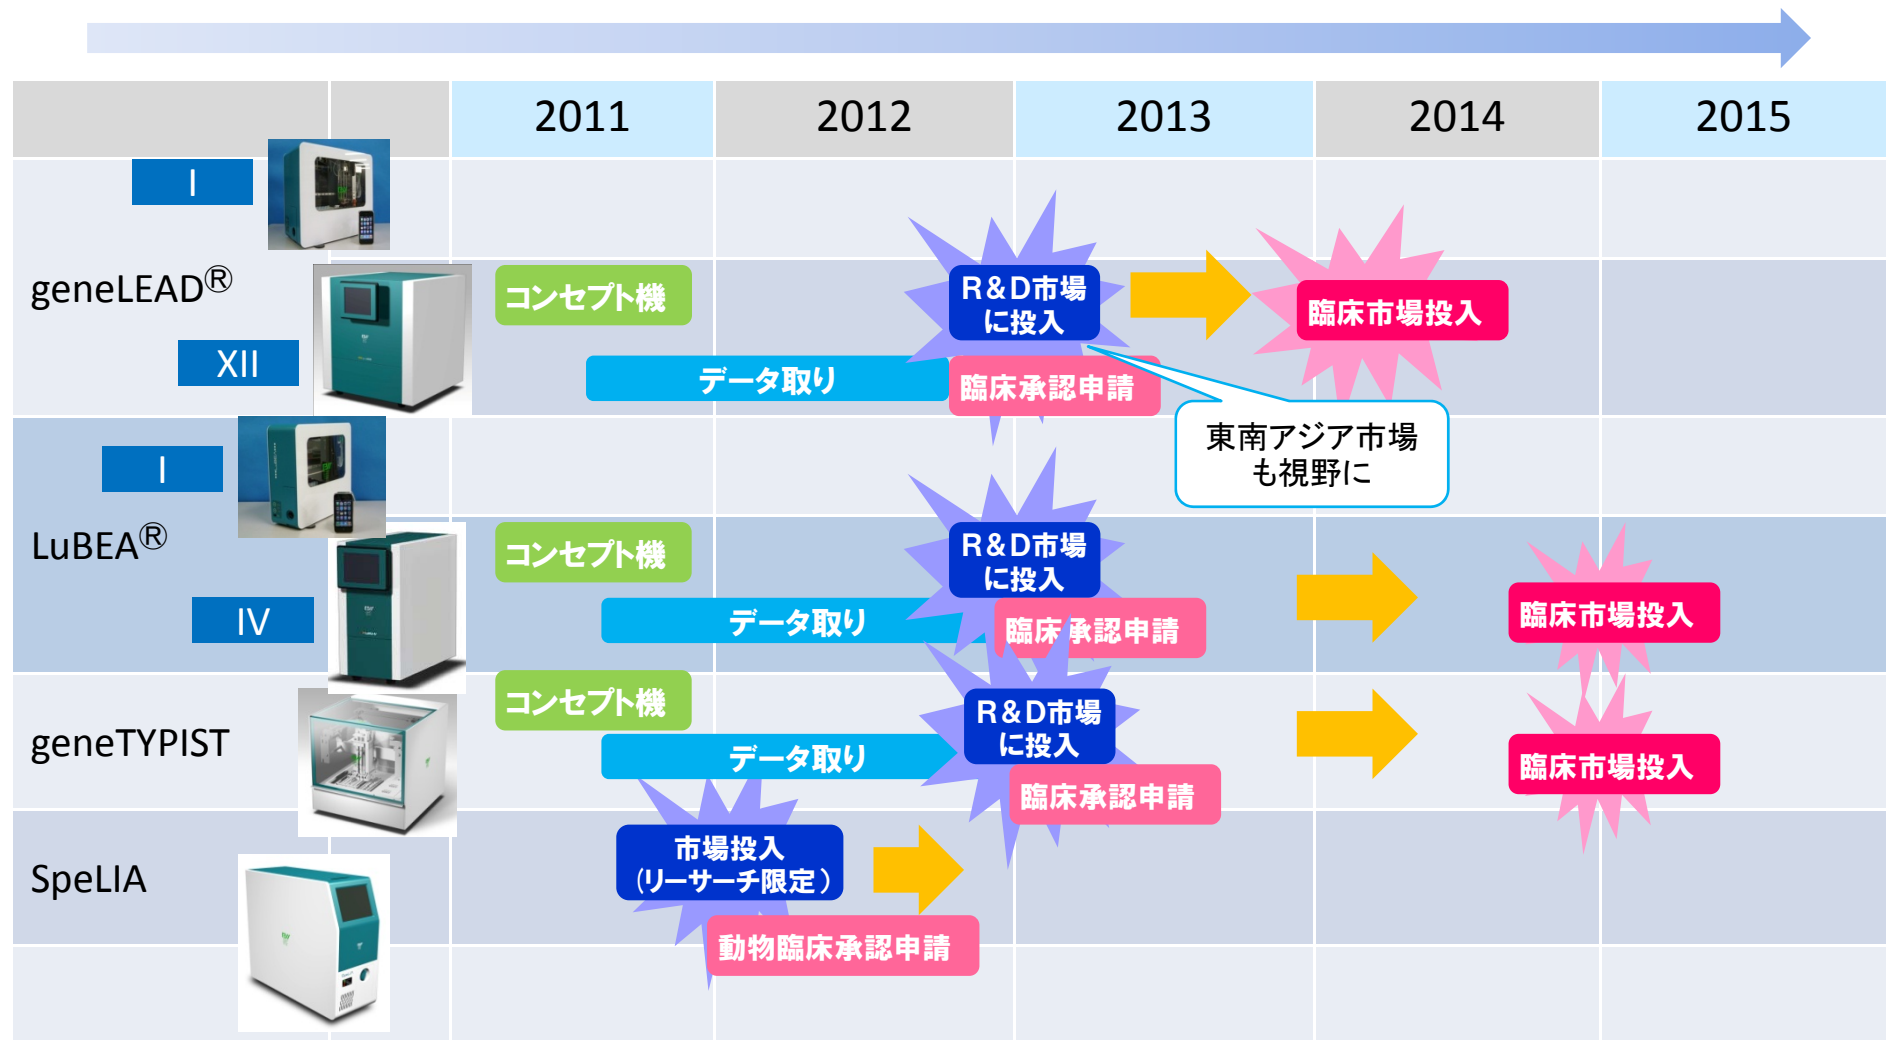 2011 2012 2013 2014 2015
I
geneLEAD®
XII
コンセプト機
データ取り
R&D市場
に投入
臨床承認申請
臨床市場投入
東南アジア市場
も視野に
I
LuBEA®
IV
コンセプト機
データ取り
R&D市場
に投入
臨床承認申請
臨床市場投入
geneTYPIST
コンセプト機
データ取り
R&D市場
に投入
臨床承認申請
臨床市場投入
SpeLIA
市場投入
(リーサーチ限定)
動物臨床承認申請